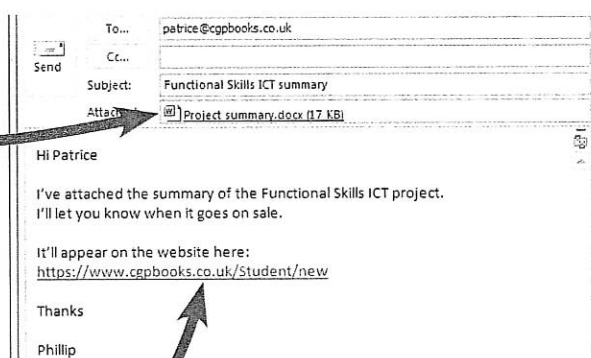 To... patrice@cgpbooks.co.uk
Cc...
Send
Subject: Functional Skills ICT summary
Project summary.docx (17 KB)
Hi Patrice
I've attached the summary of the Functional Skills ICT project.
I'll let you know when it goes on sale.
It'll appear on the website here:
https://www.cgpbooks.co.uk/Student/new
Thanks
Phillip